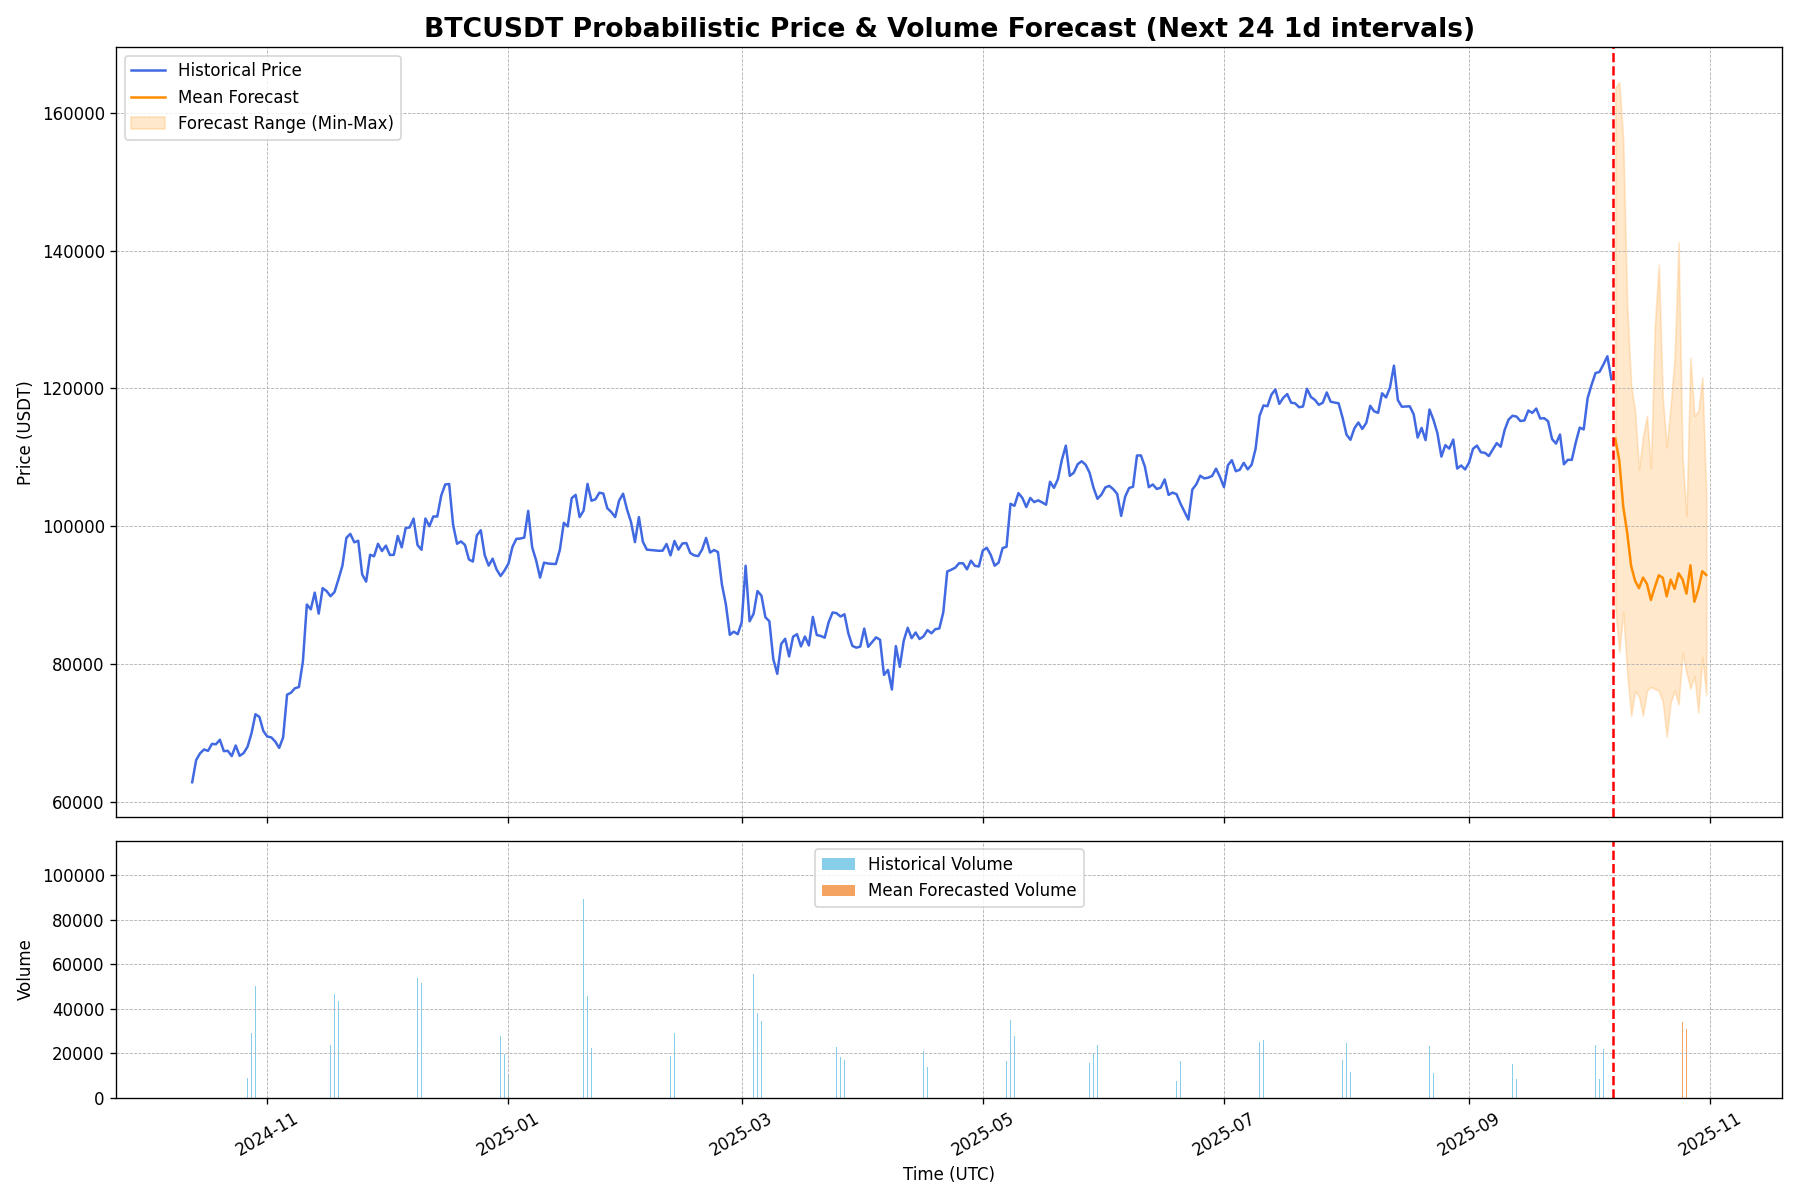 BTCUSDT Probabilistic Price & Volume Forecast (Next 24 1d intervals)
Historical Price
Mean Forecast
Forecast Range (Min-Max)
Price (USDT)
160000
140000
120000
100000
80000
60000
Historical Volume
Mean Forecasted Volume
Volume
100000
80000
60000
40000
20000
0
2024-11
2025-01
2025-03
2025-05
2025-07
2025-09
2025-11
Time (UTC)